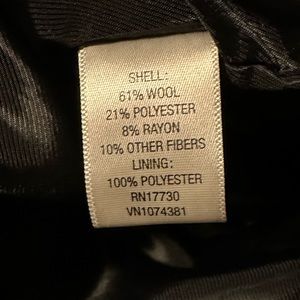 SHELL:
61% WOOL
21% POLYESTER
8% RAYON
10% OTHER FIBERS
LINING:
100% POLYESTER
RN17730
VN1074381